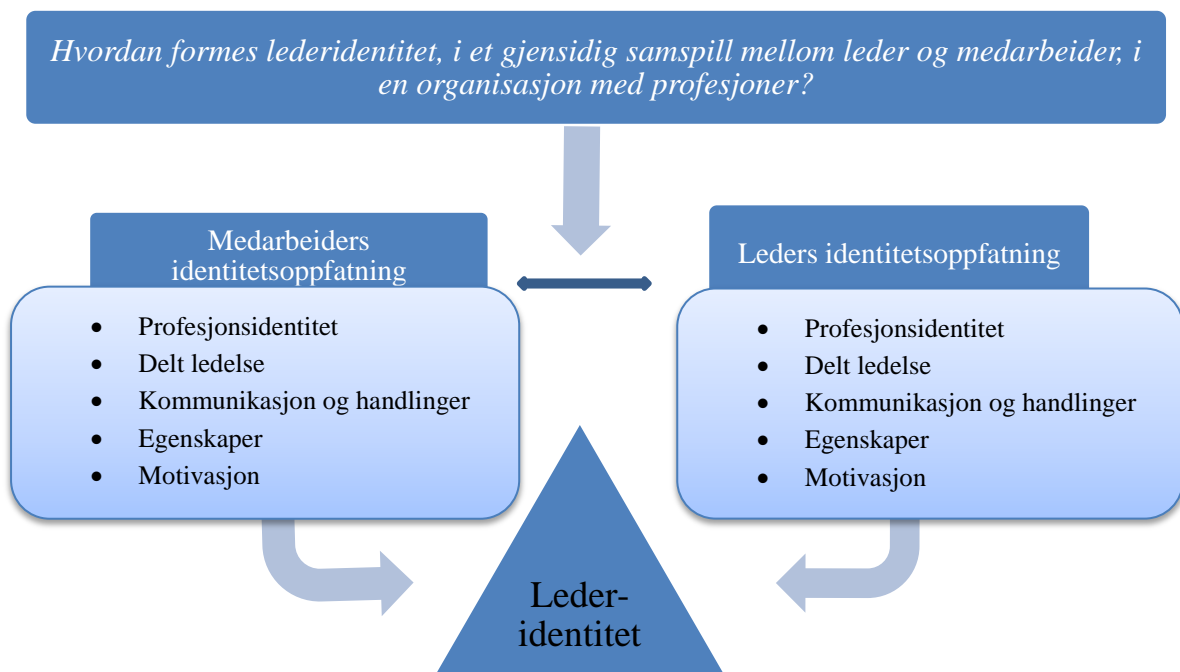 Hvordan formes lederidentitet, i et gjensidig samspill mellom leder og medarbeider, i
en organisasjon med profesjoner?
Medarbeiders
identitetsoppfatning
• Profesjonsidentitet
• Delt ledelse
• Kommunikasjon og handlinger
• Egenskaper
• Motivasjon
Leders identitetsoppfatning
• Profesjonsidentitet
• Delt ledelse
• Kommunikasjon og handlinger
• Egenskaper
• Motivasjon
Leder-
identitet